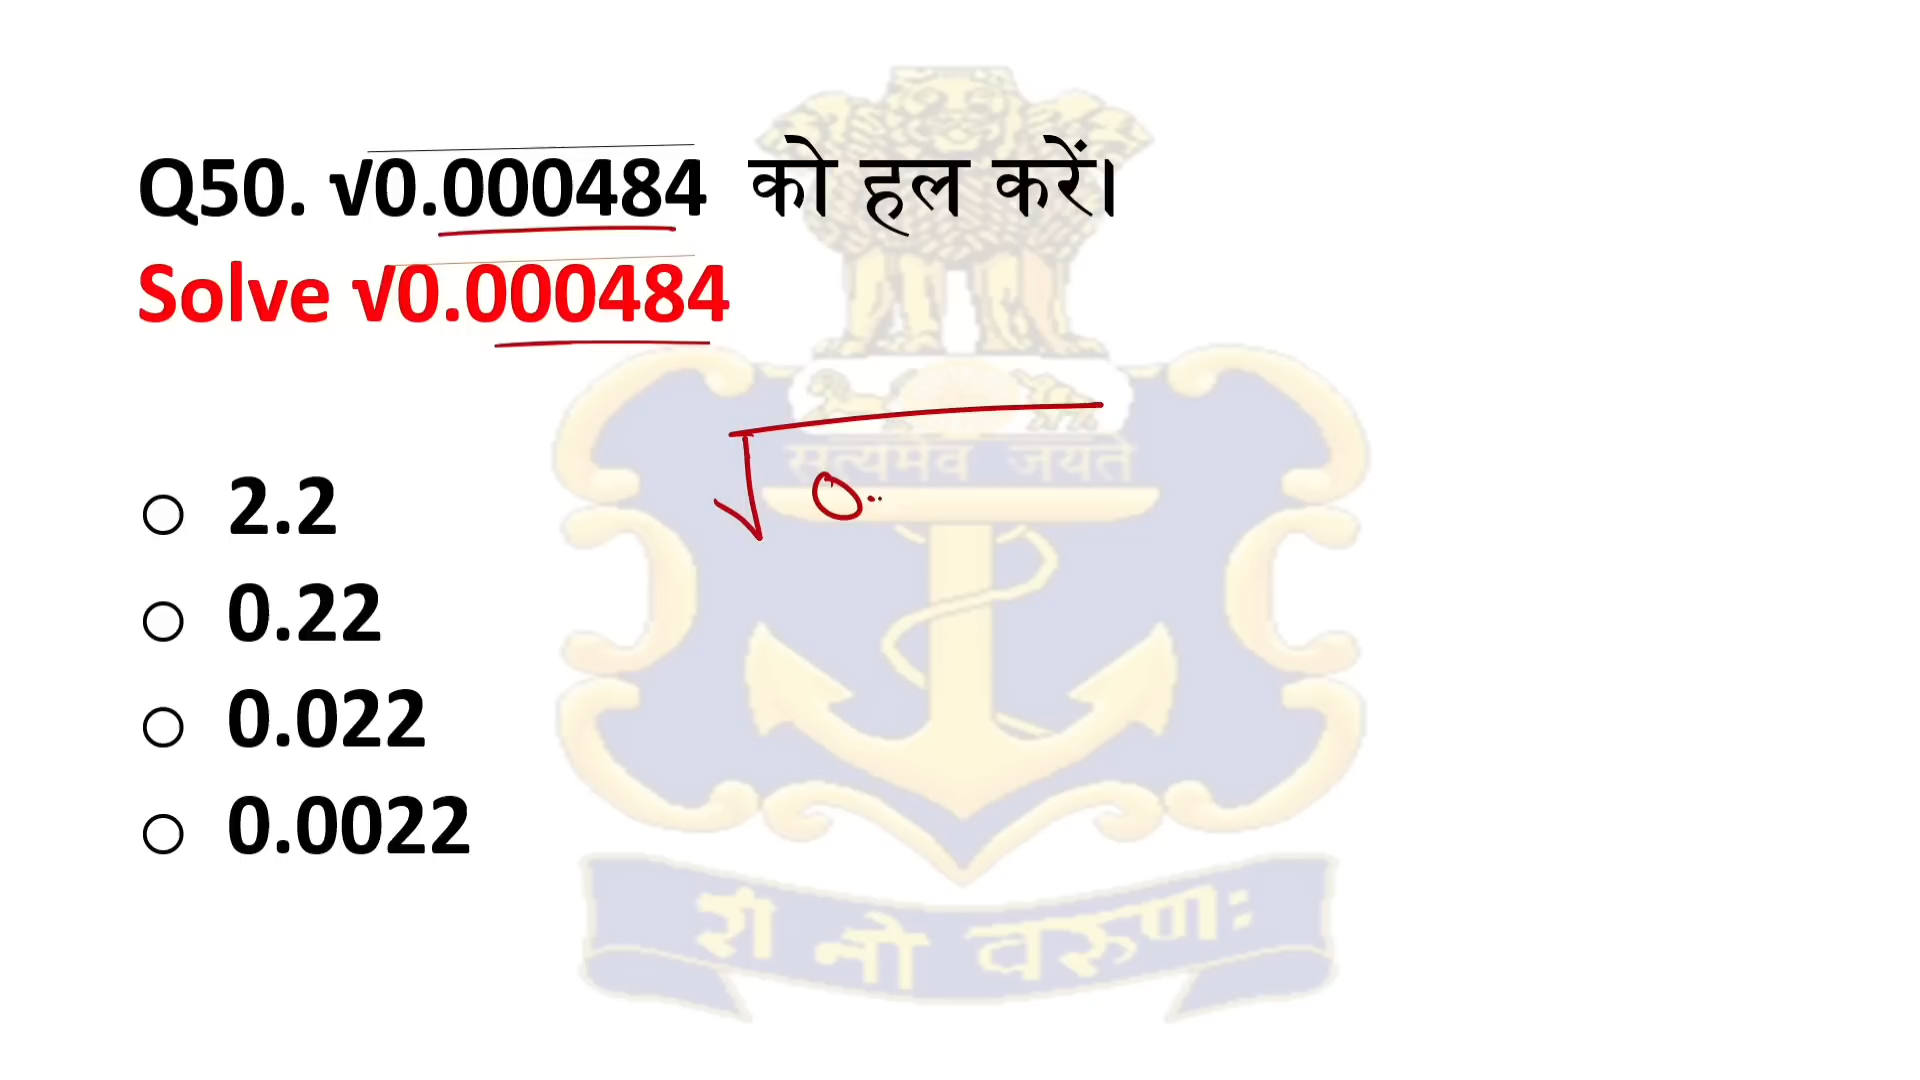 Q50. √0.000484 को हल करें।
Solve √0.000484
√0.
सत्यमेव जयते
2.2
0.22
0.022
0.0022
शं नो वरुणः